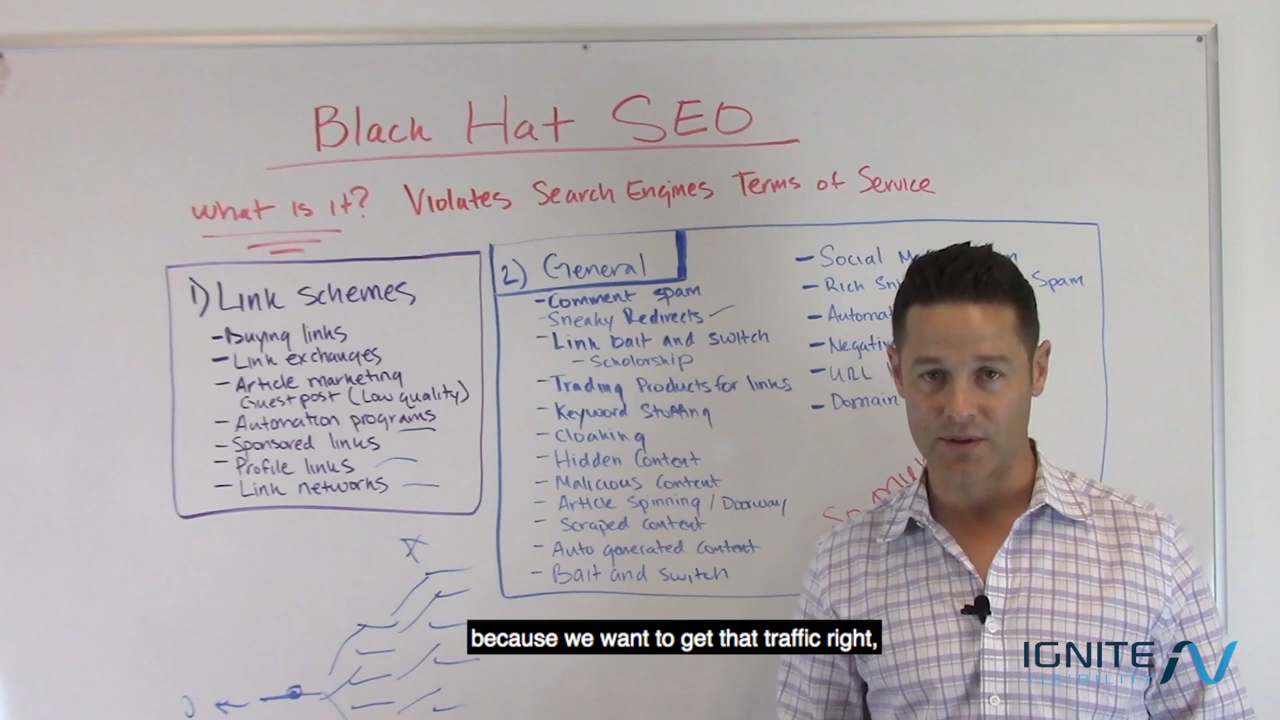 Black Hat SEO
What is it? Violates Search Engines Terms of Service
1) Link schemes
- Buying links
- Link exchanges
- Article marketing
Guest post (Low quality)
- Automation programs
- Sponsored links
- Profile links
- Link networks
2) General
- Comment spam
- Sneaky Redirects
- Link bait and switch
- Scholorship
- Trading Products for links
- Keyword Stuffing
- Cloaking
- Hidden Content
- Malicious Content
- Article Spinning / Doorway
- Scraped content
- Auto generated content
- Bait and switch
- Social
- Rich Spam
-
-
- URL
- Domain
because we want to get that traffic right,
IGNITE
VISIBILITY